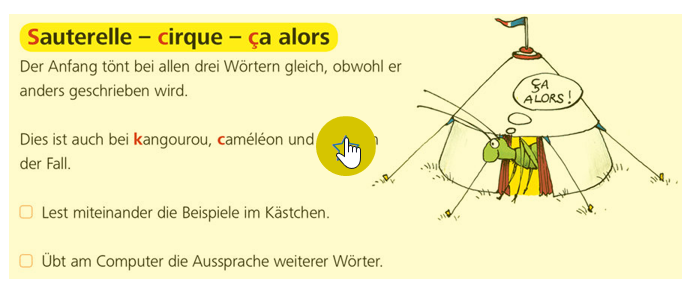 Sauterelle – cirque – ça alors
Der Anfang tönt bei allen drei Wörtern gleich, obwohl er
anders geschrieben wird.
ÇA
ALORS!
Dies ist auch bei kangourou, caméléon und
der Fall.
Lest miteinander die Beispiele im Kästchen.
Übt am Computer die Aussprache weiterer Wörter.